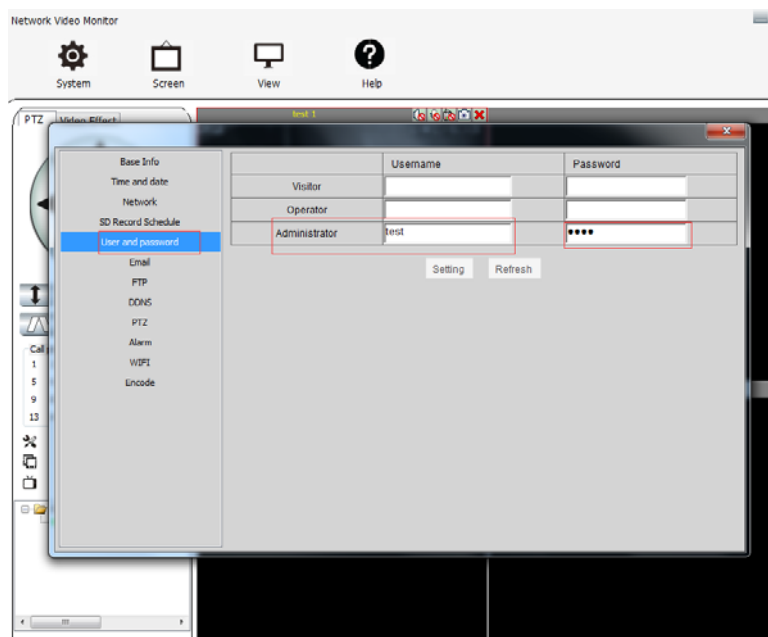 Network Video Monitor
System Screen View Help
PTZ Video Effect test 1
Base Info
Time and date
Network
SD Record Schedule
User and password
Email
FTP
DDNS
PTZ
Alarm
WIFI
Encode
Username Password
Visitor
Operator
Administrator test ••••
Setting Refresh
Call
1
5
9
13